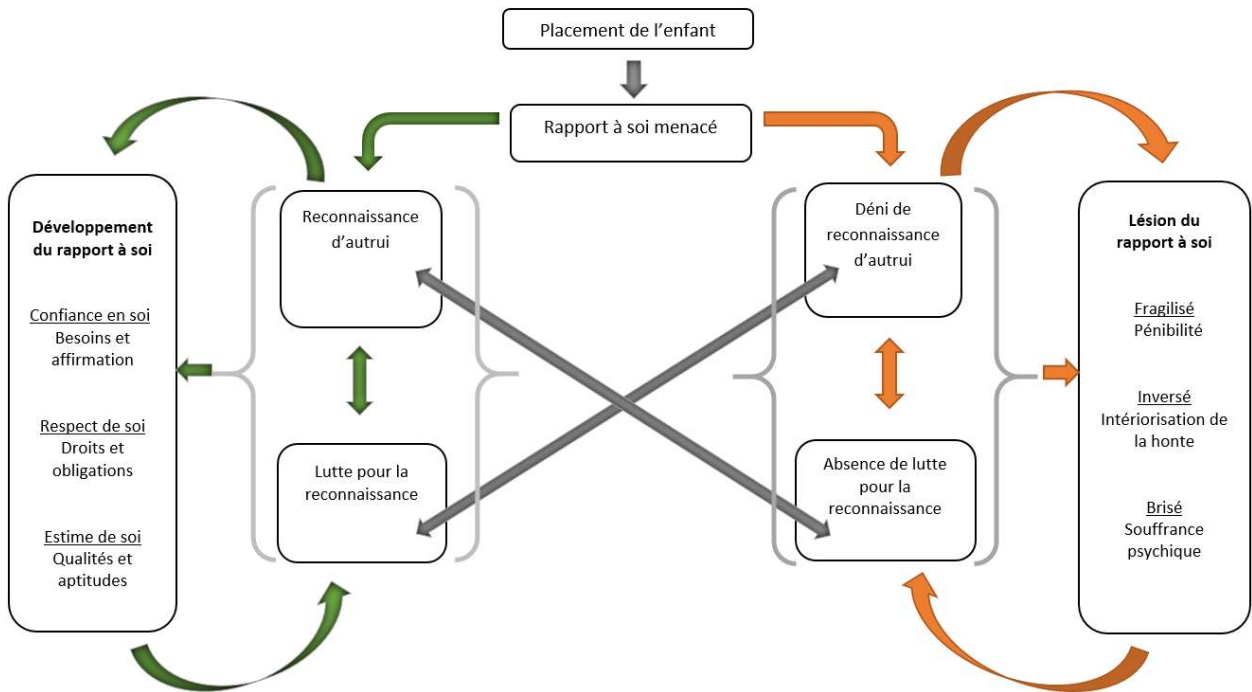 Placement de l’enfant
Rapport à soi menacé
Développement
du rapport à soi
Confiance en soi
Besoins et
affirmation
Respect de soi
Droits et
obligations
Estime de soi
Qualités et
aptitudes
Reconnaissance
d’autrui
Lutte pour la
reconnaissance
Déni de
reconnaissance
d’autrui
Absence de lutte
pour la
reconnaissance
Lésion du
rapport à soi
Fragilisé
Pénibilité
Inversé
Intériorisation de
la honte
Brisé
Souffrance
psychique